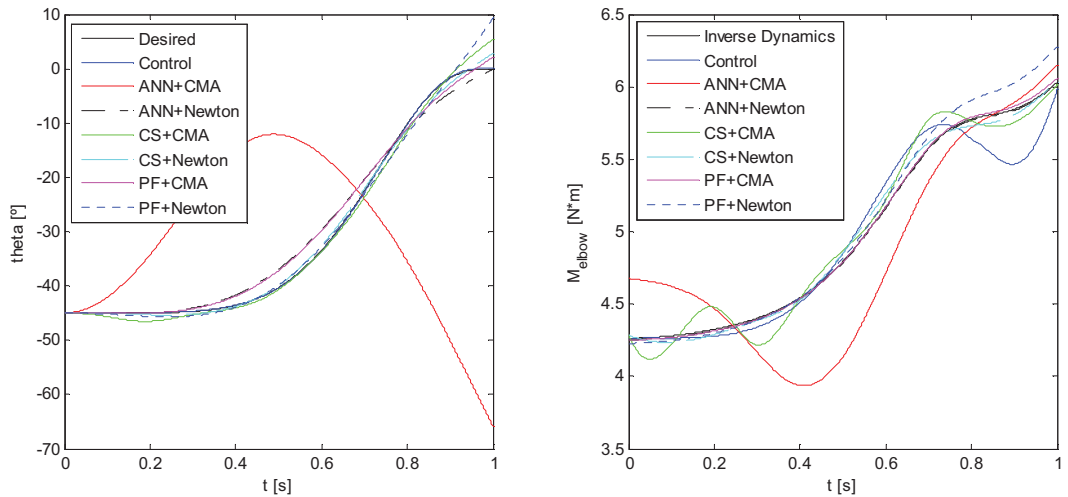 10
0
-10
-20
-30
-40
-50
-60
-70
theta [º]
0
0.2
0.4
0.6
0.8
1
t [s]
Desired
Control
ANN+CMA
ANN+Newton
CS+CMA
CS+Newton
PF+CMA
PF+Newton
6.5
6
5.5
5
4.5
4
3.5
M_elbow [N*m]
0
0.2
0.4
0.6
0.8
1
t [s]
Inverse Dynamics
Control
ANN+CMA
ANN+Newton
CS+CMA
CS+Newton
PF+CMA
PF+Newton